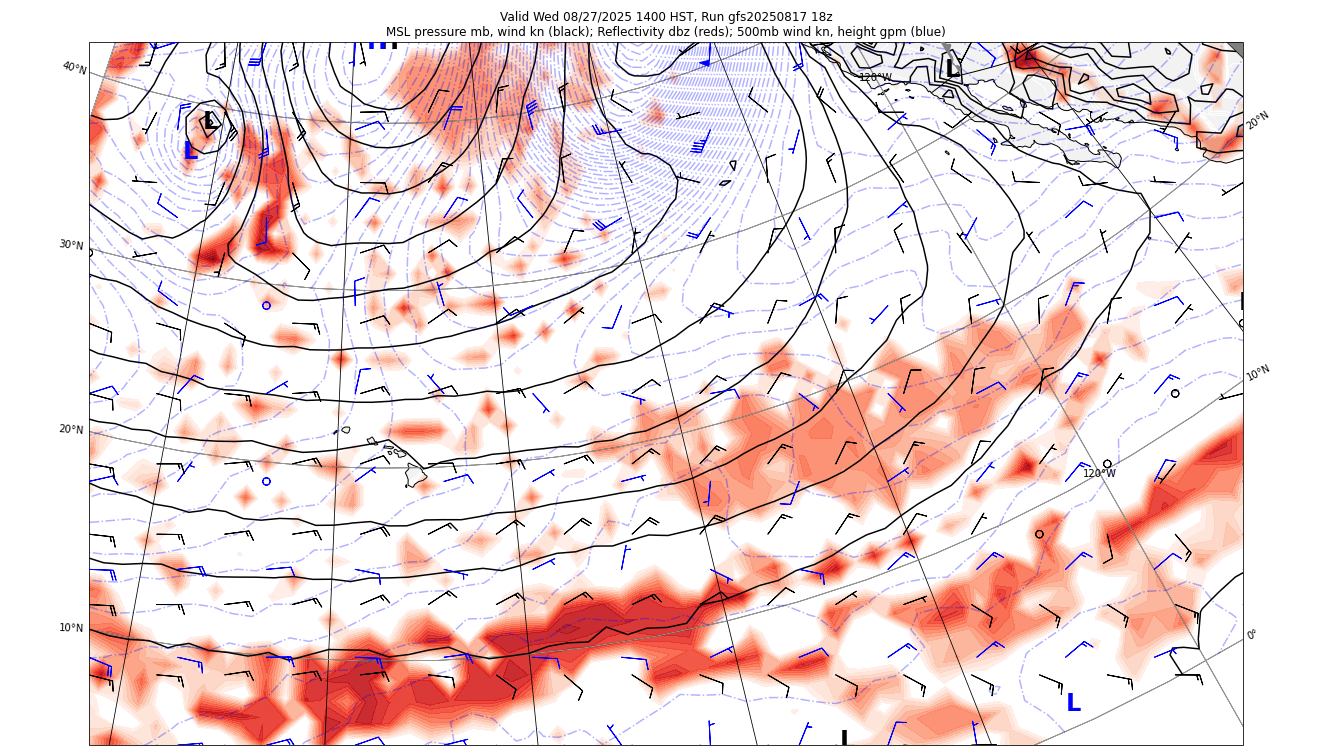 Valid Wed 08/27/2025 1400 HST, Run gfs20250817 18z
MSL pressure mb, wind kn (black); Reflectivity dbz (reds); 500mb wind kn, height gpm (blue)
40°N
L
120°W
20°N
L
L
30°N
10°N
20°N
120°W
10°N
0°
L